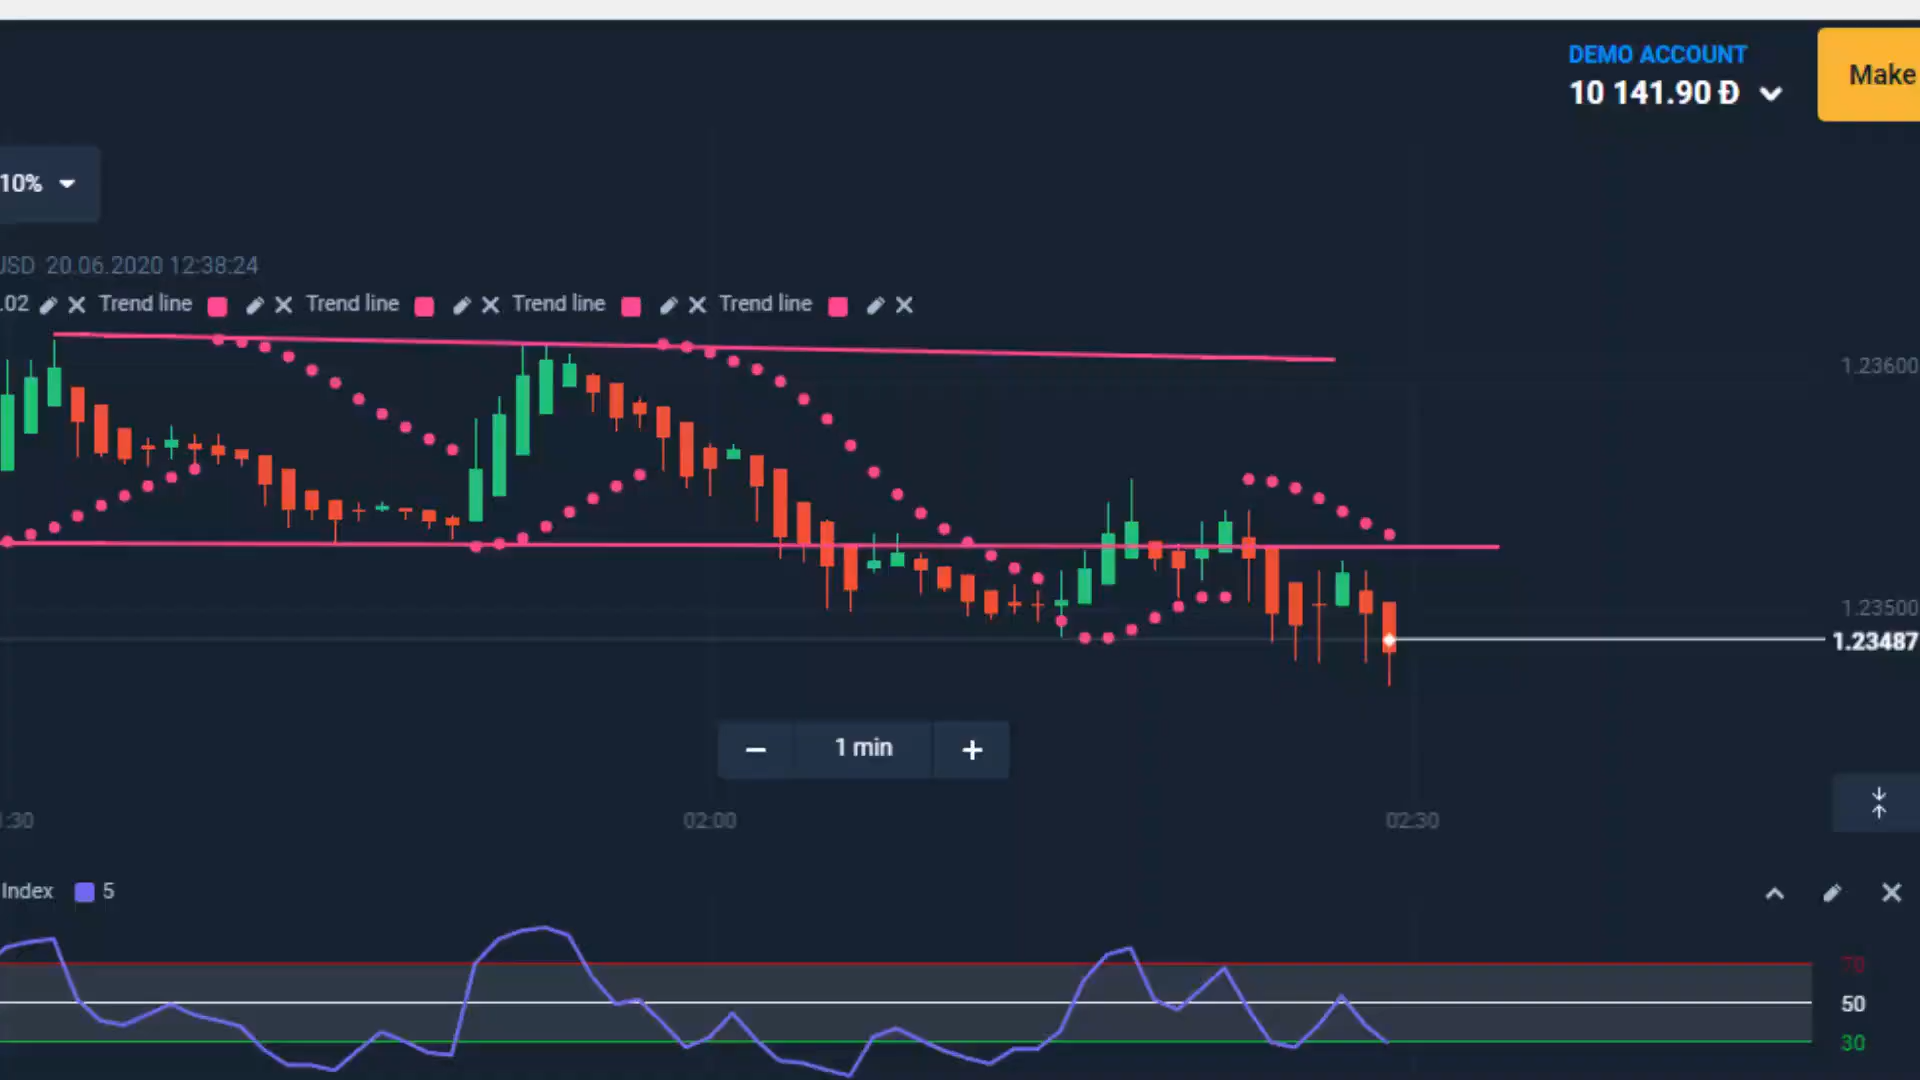 DEMO ACCOUNT
10 141.90 Đ
Make
10%
USD 20.06.2020 12:38:24
.02 Trend line Trend line Trend line Trend line
1.23600
1.23500
1.23487
1 min
:30 02:00 02:30
Index 5
70
50
30